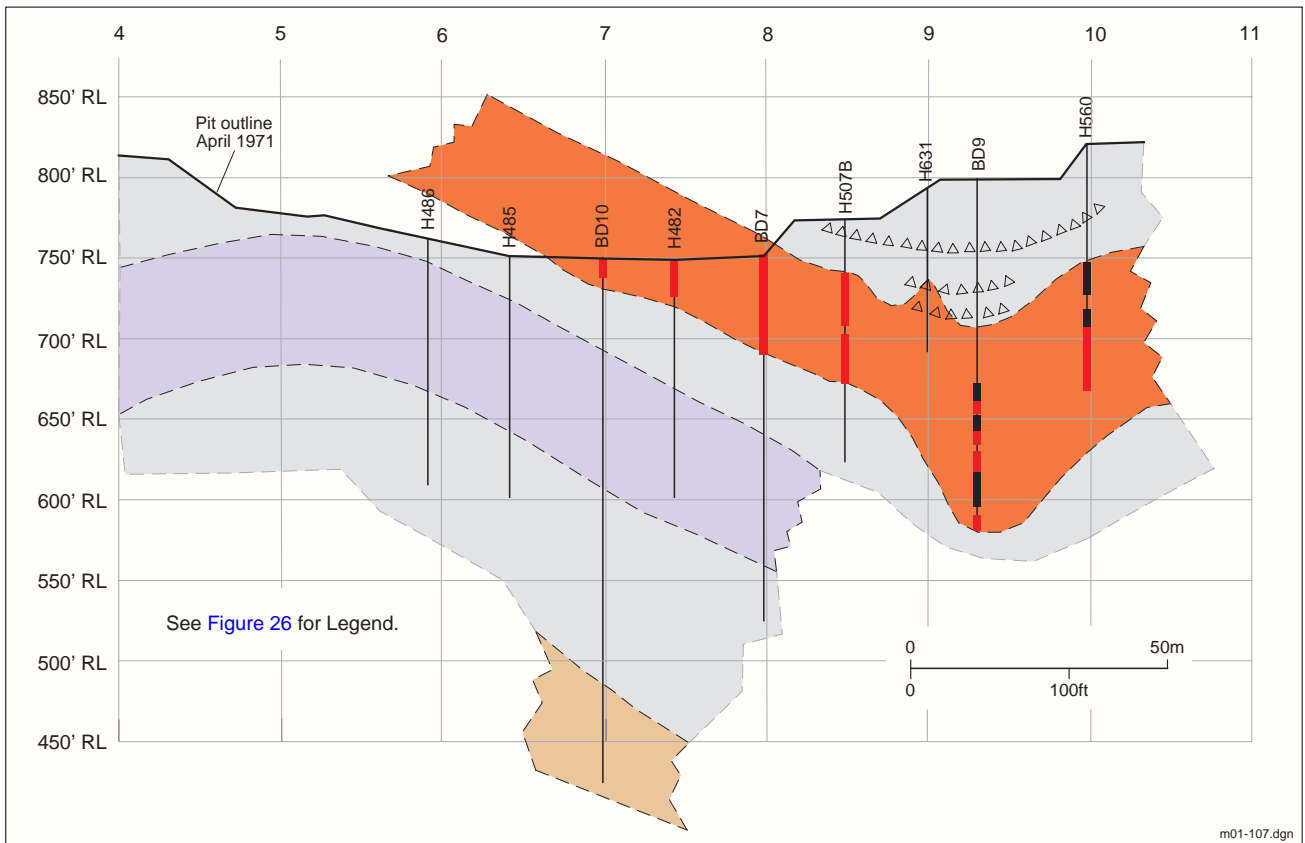 4 5 6 7 8 9 10 11
850’ RL
Pit outline
April 1971
800’ RL
H486
H485
BD10
H482
BD7
H507B
H631
BD9
H560
750’ RL
700’ RL
650’ RL
600’ RL
550’ RL
See Figure 26 for Legend.
500’ RL
450’ RL
0 50m
0 100ft
m01-107.dgn